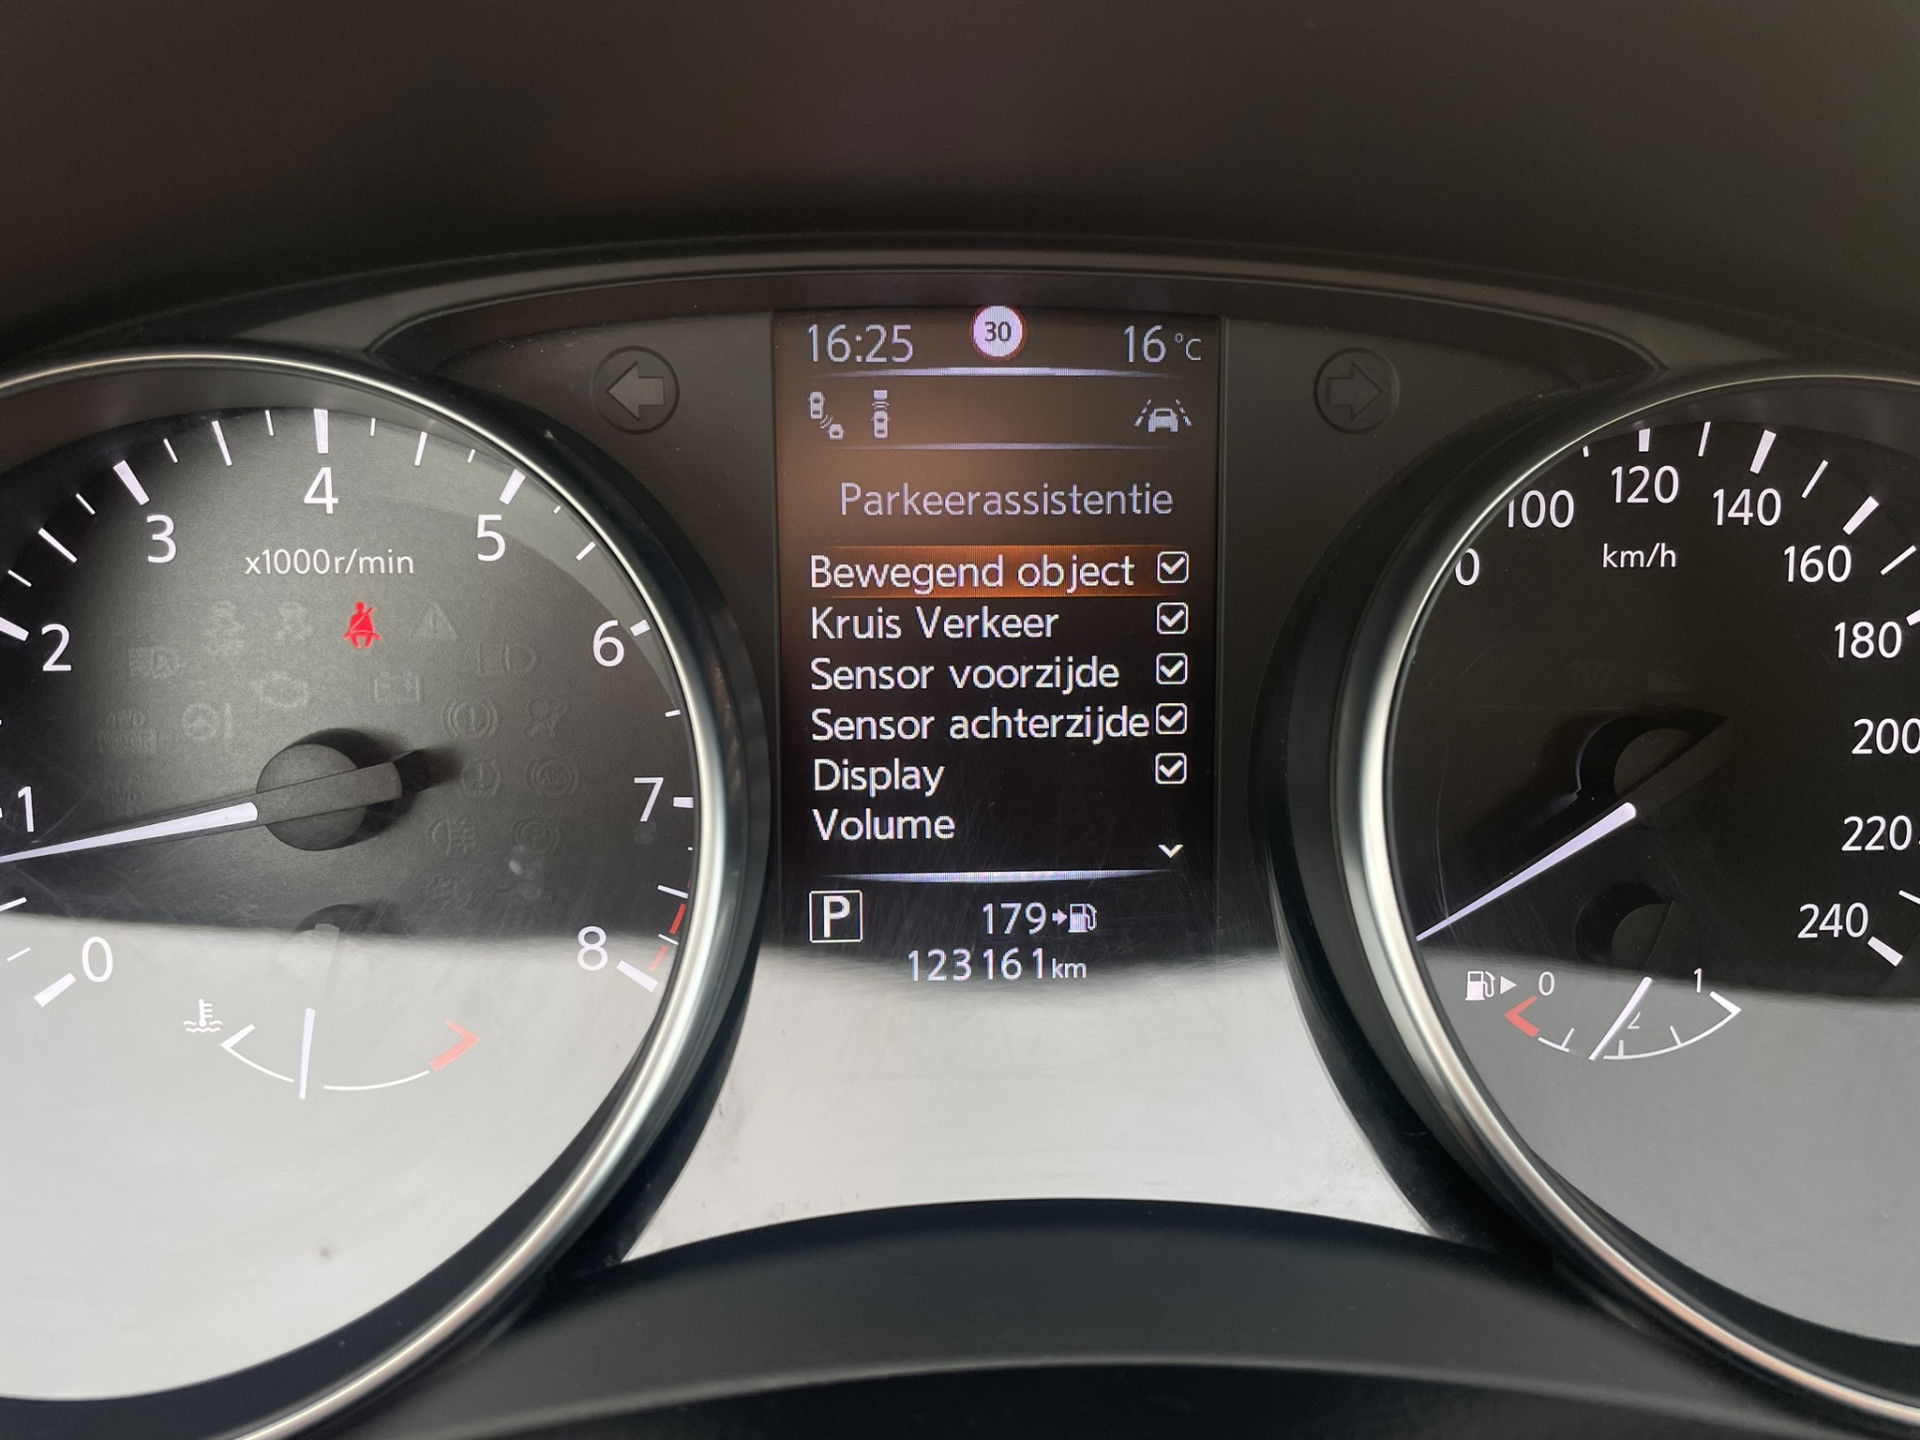 16:25 30 16 °C
Parkeerassistentie
Bewegend object
Kruis Verkeer
Sensor voorzijde
Sensor achterzijde
Display
Volume
P 179
123161km
0
1
2
3
4
5
6
7
8
x1000r/min
0
100
120
140
160
180
200
220
240
km/h
0 1